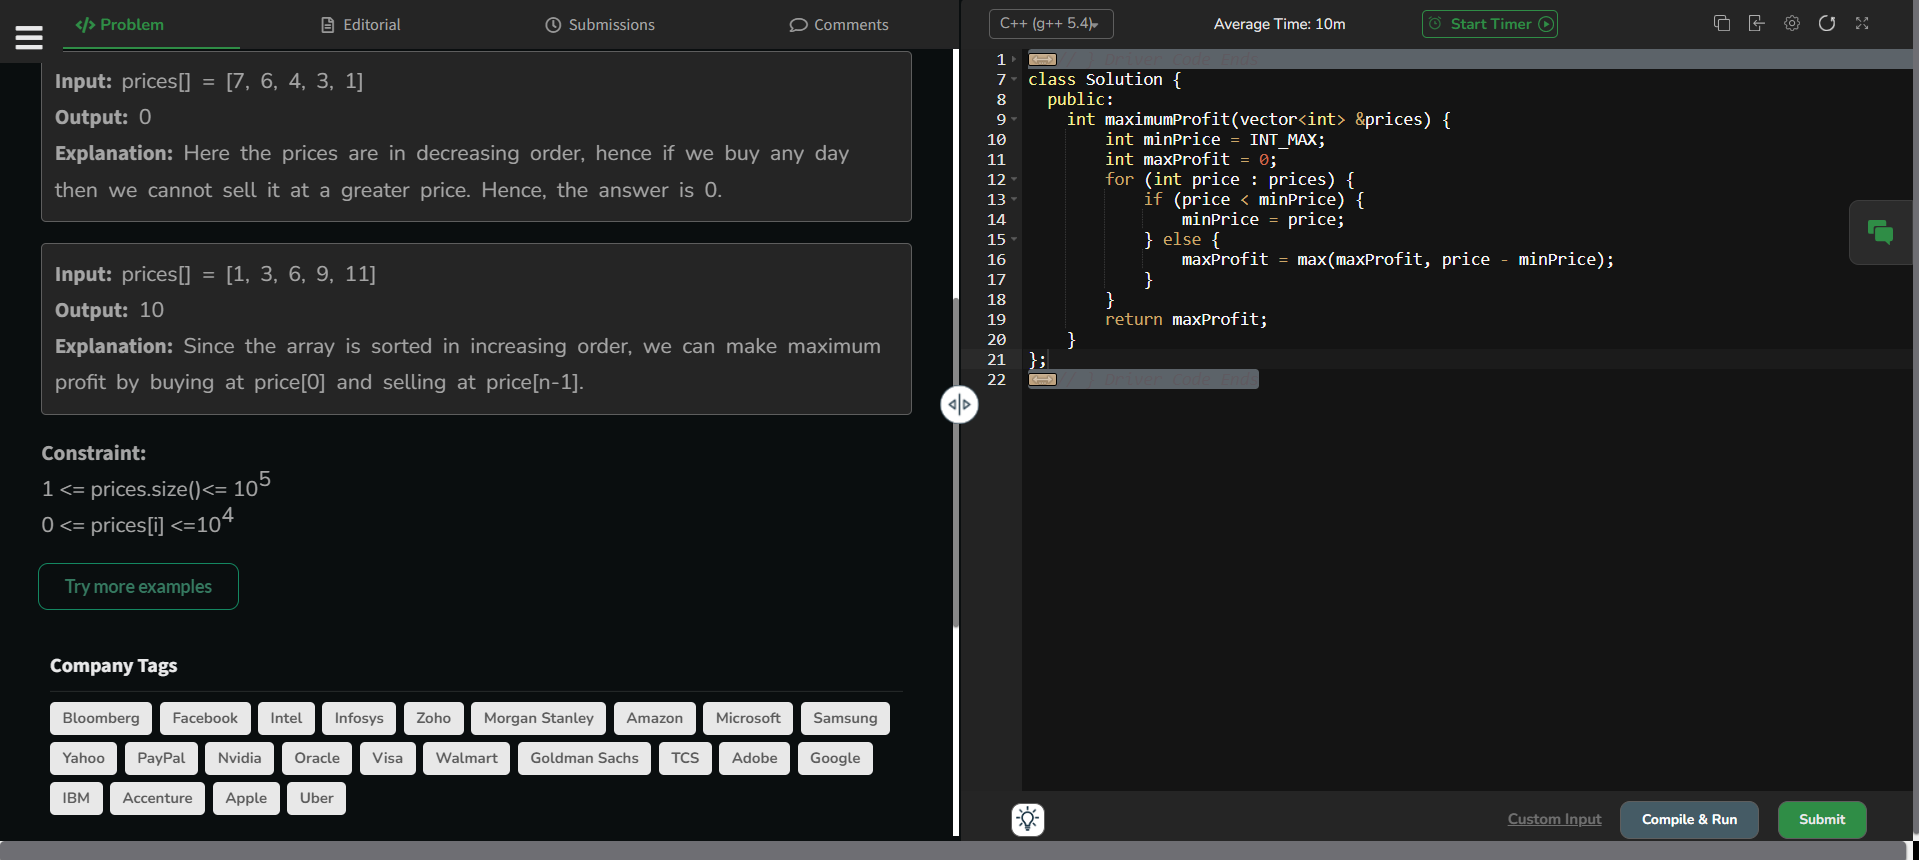 Problem
Editorial
Submissions
Comments
Input: prices[] = [7, 6, 4, 3, 1]
Output: 0
Explanation: Here the prices are in decreasing order, hence if we buy any day
then we cannot sell it at a greater price. Hence, the answer is 0.
Input: prices[] = [1, 3, 6, 9, 11]
Output: 10
Explanation: Since the array is sorted in increasing order, we can make maximum
profit by buying at price[0] and selling at price[n-1].
Constraint:
1 <= prices.size()<= 10^5
0 <= prices[i] <=10^4
Try more examples
Company Tags
Bloomberg Facebook Intel Infosys Zoho Morgan Stanley Amazon Microsoft Samsung
Yahoo PayPal Nvidia Oracle Visa Walmart Goldman Sachs TCS Adobe Google
IBM Accenture Apple Uber
C++ (g++ 5.4)
Average Time: 10m
Start Timer
1 // } Driver Code Ends
7 class Solution {
8   public:
9     int maximumProfit(vector<int> &prices) {
10         int minPrice = INT_MAX;
11         int maxProfit = 0;
12         for (int price : prices) {
13             if (price < minPrice) {
14                 minPrice = price;
15             } else {
16                 maxProfit = max(maxProfit, price - minPrice);
17             }
18         }
19         return maxProfit;
20     }
21 };
22 // } Driver Code Ends
Custom Input
Compile & Run
Submit